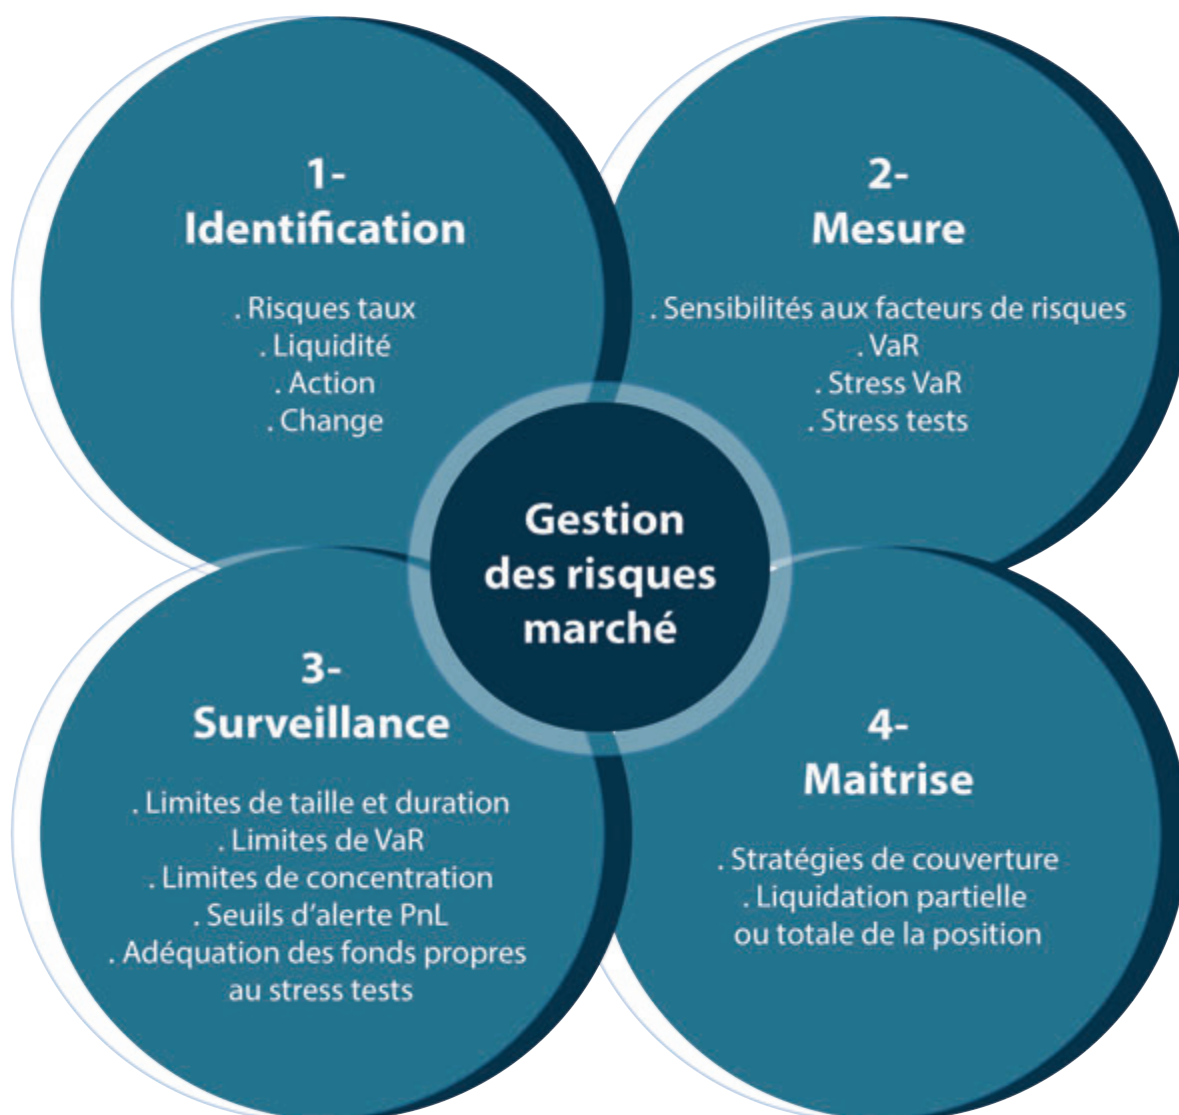 1-
Identification
. Risques taux
. Liquidité
. Action
. Change
2-
Mesure
. Sensibilités aux facteurs de risques
. VaR
. Stress VaR
. Stress tests
Gestion
des risques
marché
3-
Surveillance
. Limites de taille et duration
. Limites de VaR
. Limites de concentration
. Seuils d’alerte PnL
. Adéquation des fonds propres
au stress tests
4-
Maitrise
. Stratégies de couverture
. Liquidation partielle
ou totale de la position